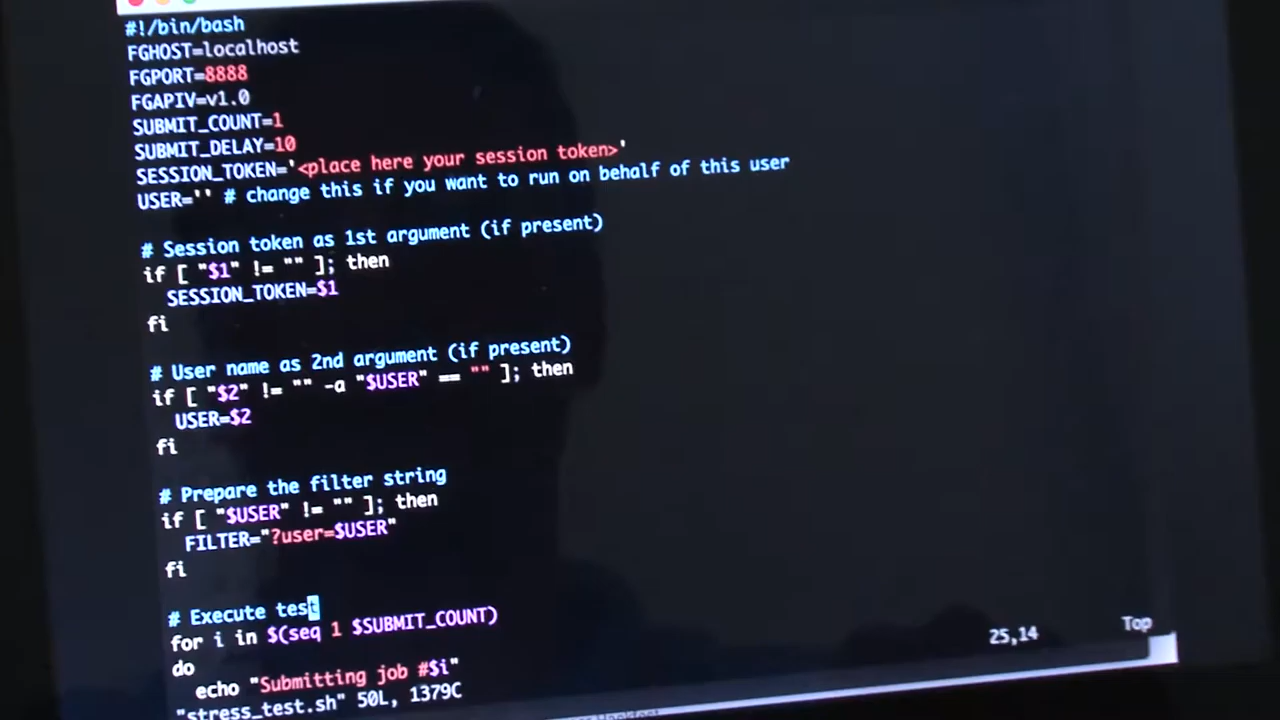 #!/bin/bash
FGHOST=localhost
FGPORT=8888
FGAPIV=v1.0
SUBMIT_COUNT=1
SUBMIT_DELAY=10
SESSION_TOKEN='<place here your session token>'
USER='' # change this if you want to run on behalf of this user

# Session token as 1st argument (if present)
if [ "$1" != "" ]; then
  SESSION_TOKEN=$1
fi

# User name as 2nd argument (if present)
if [ "$2" != "" -a "$USER" == "" ]; then
  USER=$2
fi

# Prepare the filter string
if [ "$USER" != "" ]; then
  FILTER="?user=$USER"
fi

# Execute test
for i in $(seq 1 $SUBMIT_COUNT)
do
  echo "Submitting job #$i"
"stress_test.sh" 50L, 1379C
25,14 Top